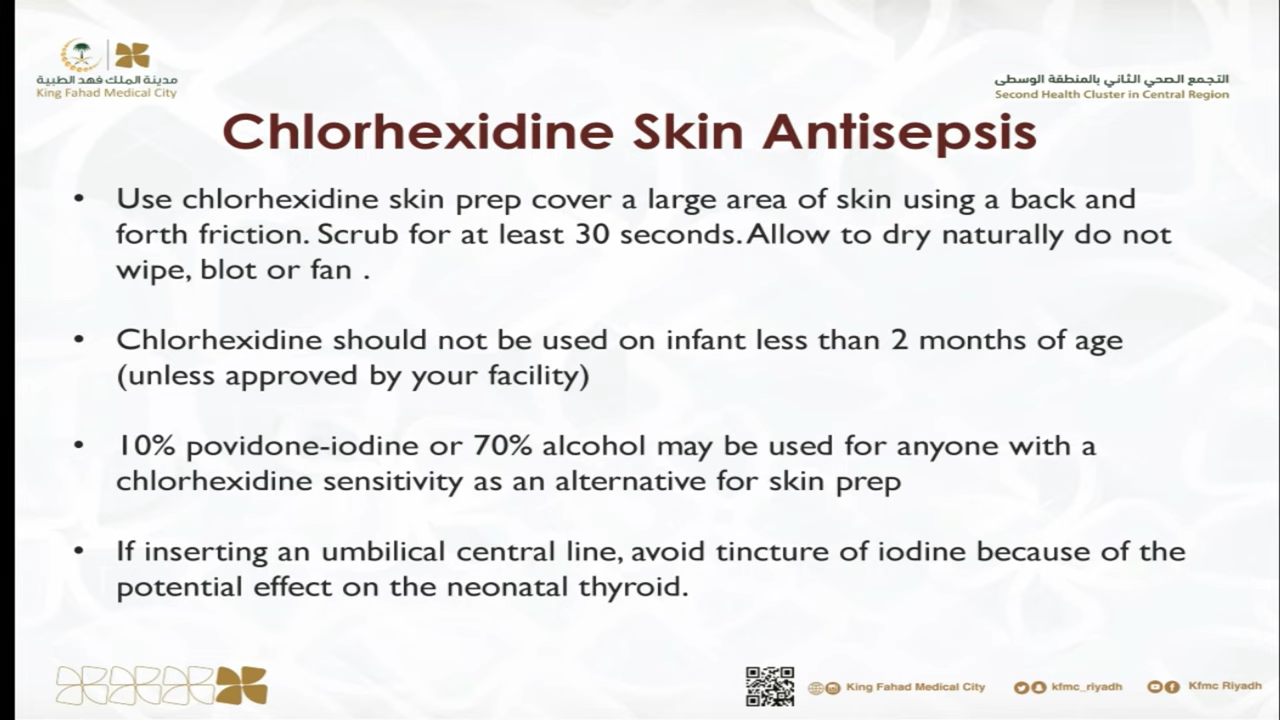 مدينة الملك فهد الطبية
King Fahad Medical City
التجمع الصحي الثاني بالمنطقة الوسطى
Second Health Cluster in Central Region
Chlorhexidine Skin Antisepsis
• Use chlorhexidine skin prep cover a large area of skin using a back and
forth friction. Scrub for at least 30 seconds. Allow to dry naturally do not
wipe, blot or fan .
• Chlorhexidine should not be used on infant less than 2 months of age
(unless approved by your facility)
• 10% povidone-iodine or 70% alcohol may be used for anyone with a
chlorhexidine sensitivity as an alternative for skin prep
• If inserting an umbilical central line, avoid tincture of iodine because of the
potential effect on the neonatal thyroid.
King Fahad Medical City
kfmc_riyadh
Kfmc Riyadh